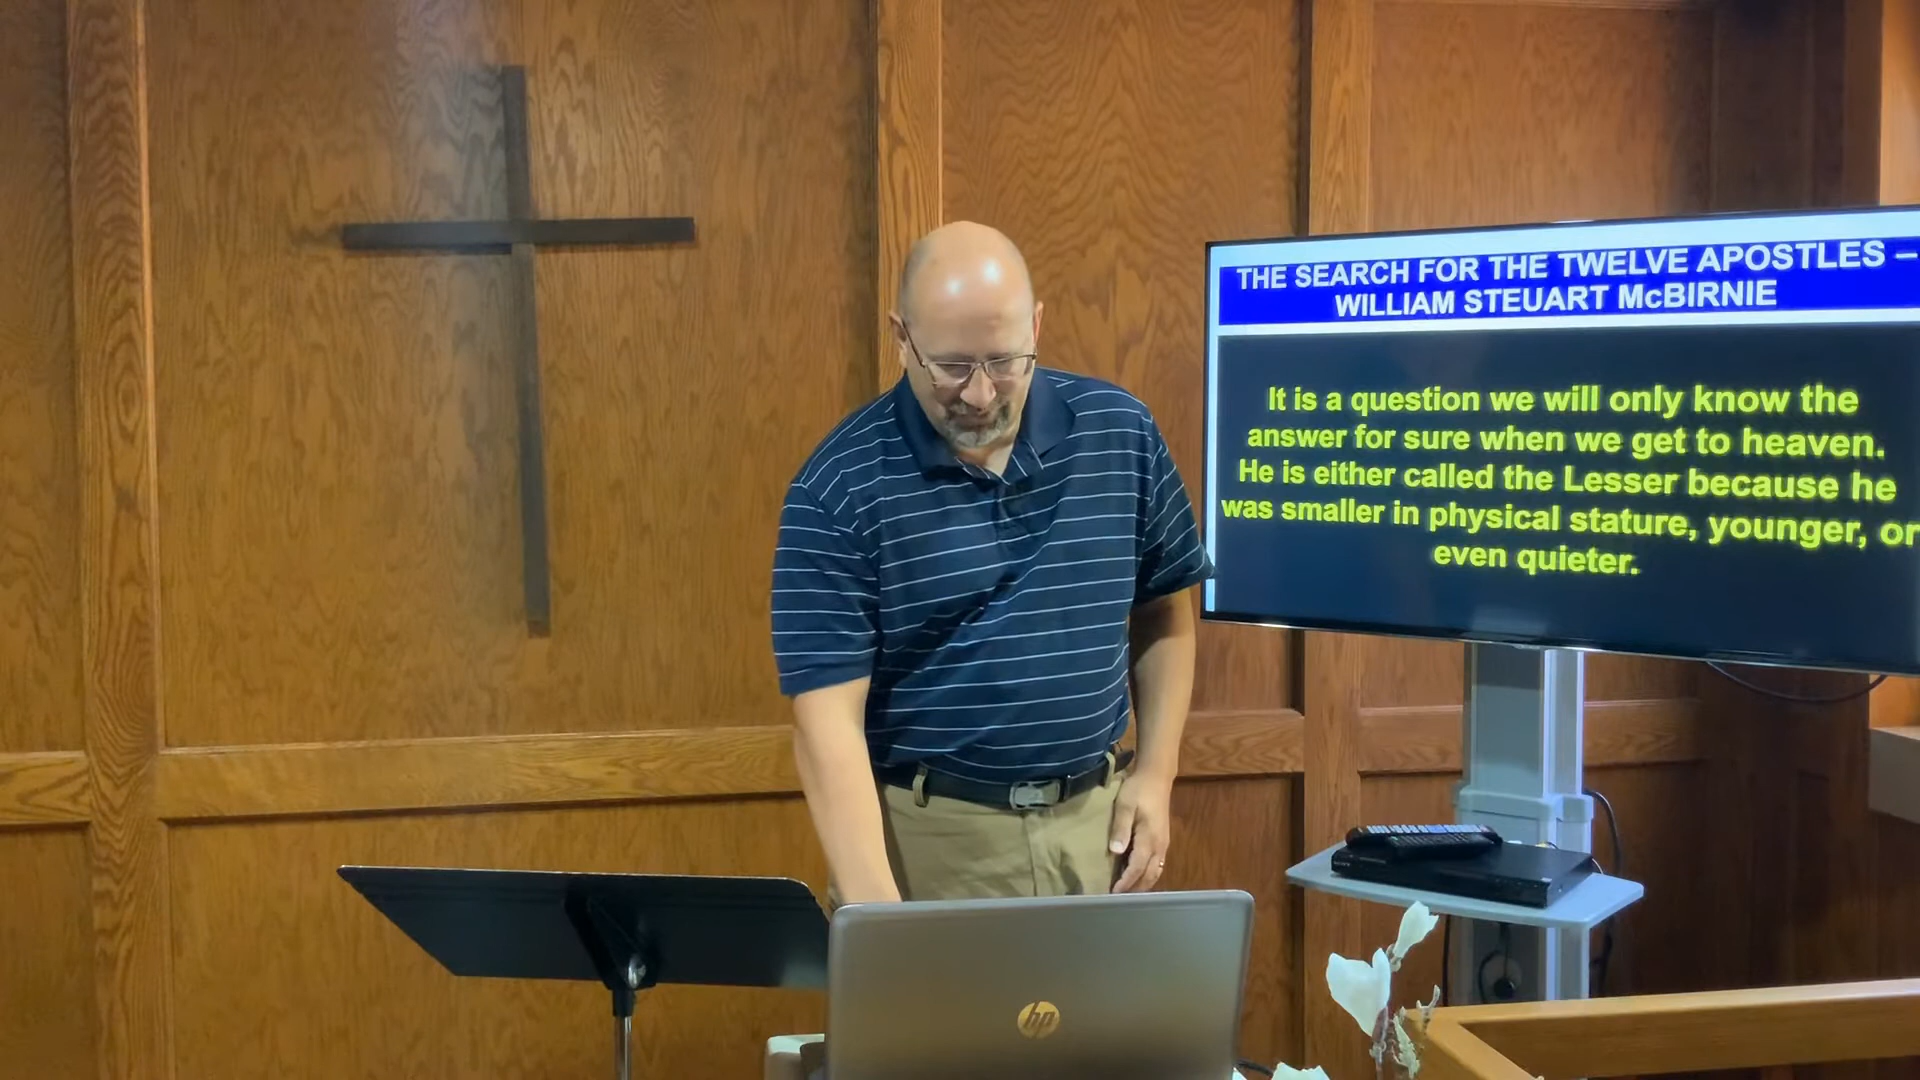 THE SEARCH FOR THE TWELVE APOSTLES –
WILLIAM STEUART McBIRNIE
It is a question we will only know the
answer for sure when we get to heaven.
He is either called the Lesser because he
was smaller in physical stature, younger, or
even quieter.
hp